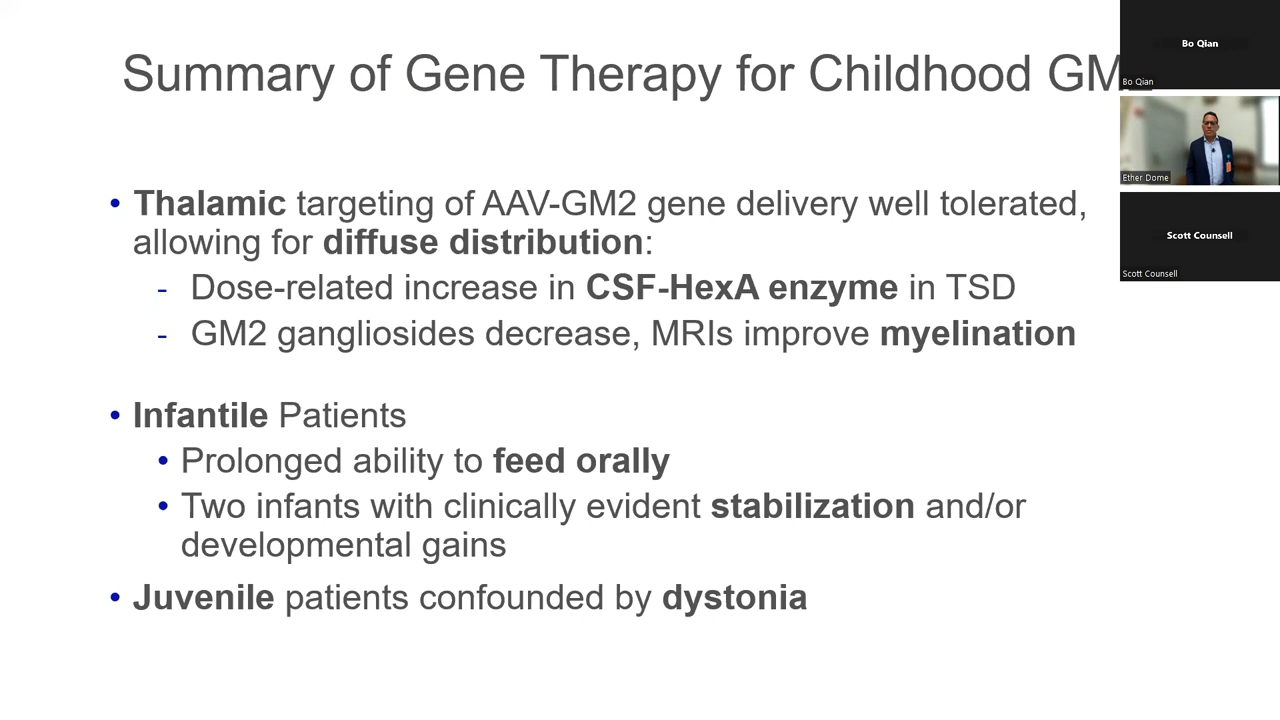 Summary of Gene Therapy for Childhood GM
• Thalamic targeting of AAV-GM2 gene delivery well tolerated,
allowing for diffuse distribution:
- Dose-related increase in CSF-HexA enzyme in TSD
- GM2 gangliosides decrease, MRIs improve myelination
• Infantile Patients
• Prolonged ability to feed orally
• Two infants with clinically evident stabilization and/or
developmental gains
• Juvenile patients confounded by dystonia
Bo Qian
Bo Qian
Ether Dome
Scott Counsell
Scott Counsell